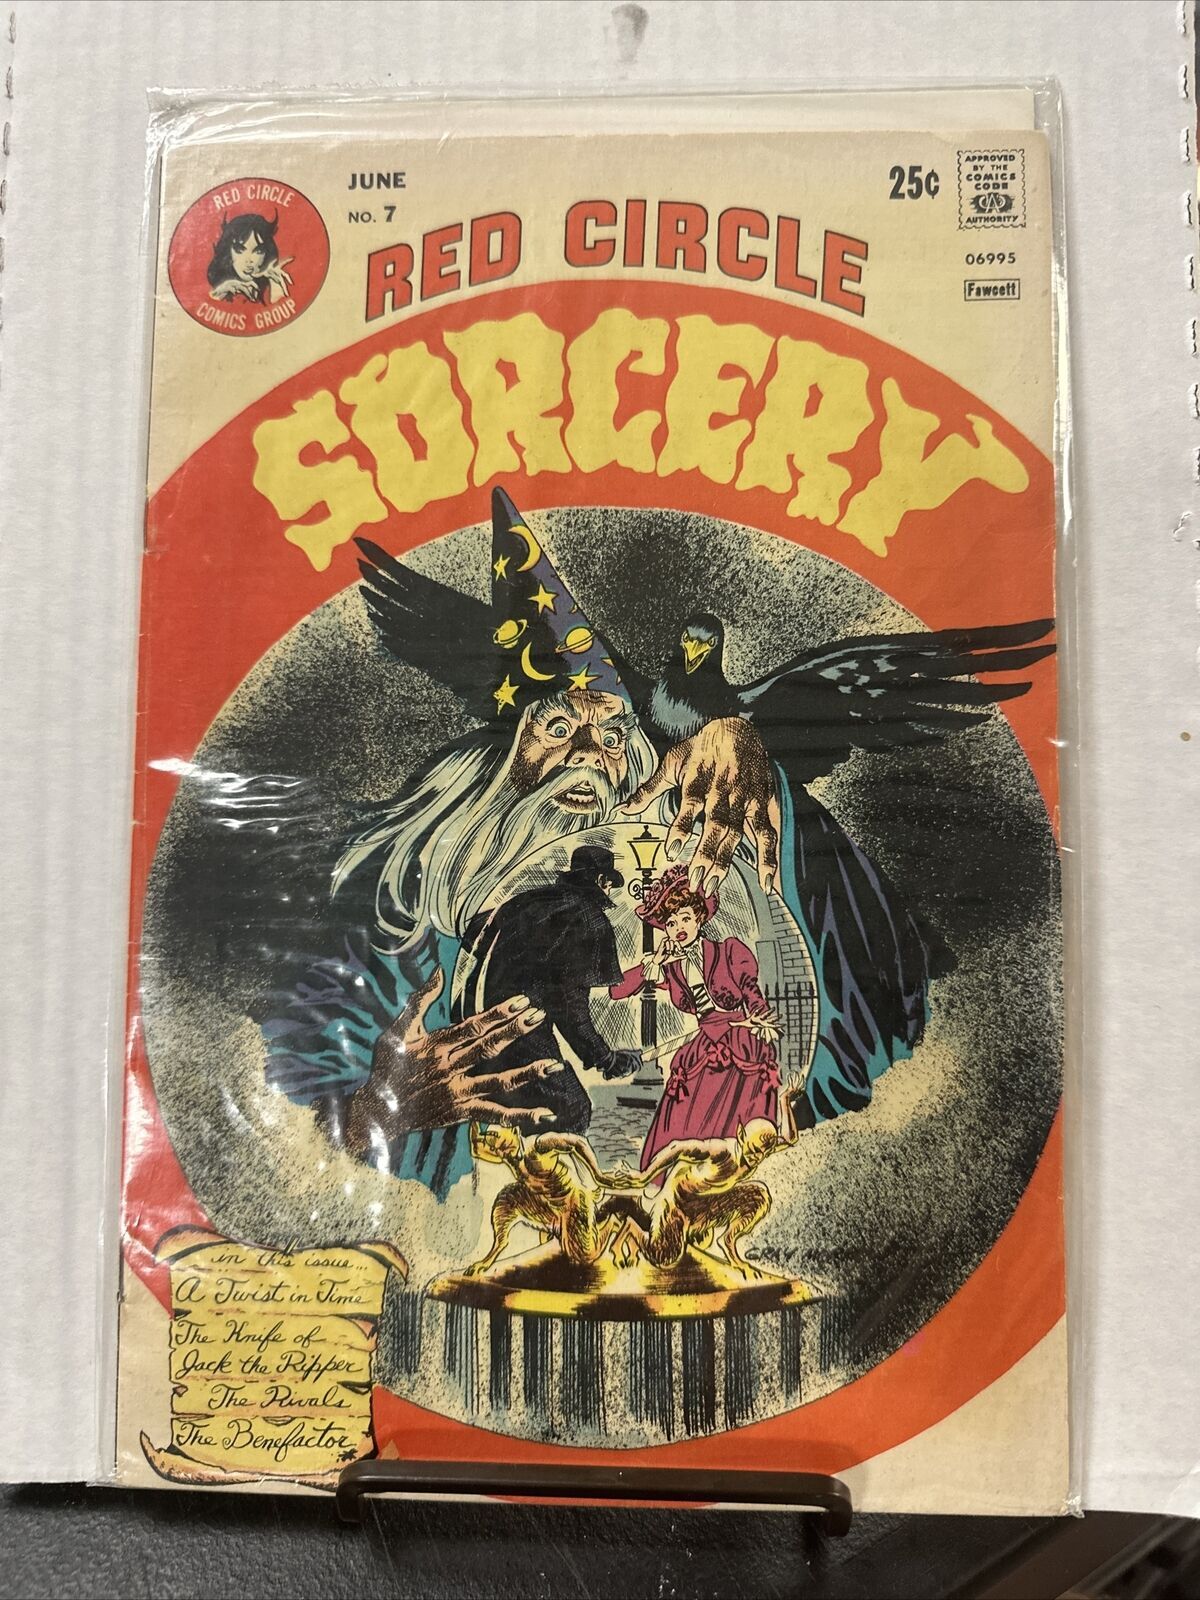 RED CIRCLE
COMICS GROUP
JUNE
NO. 7
25¢
APPROVED
BY THE
COMICS
CODE
CA
AUTHORITY
06995
Fawcett
RED CIRCLE
SORCERY
GRAY
in this issue...
A Twist in Time
The Knife of
Jack the Ripper
The Rivals
The Benefactor